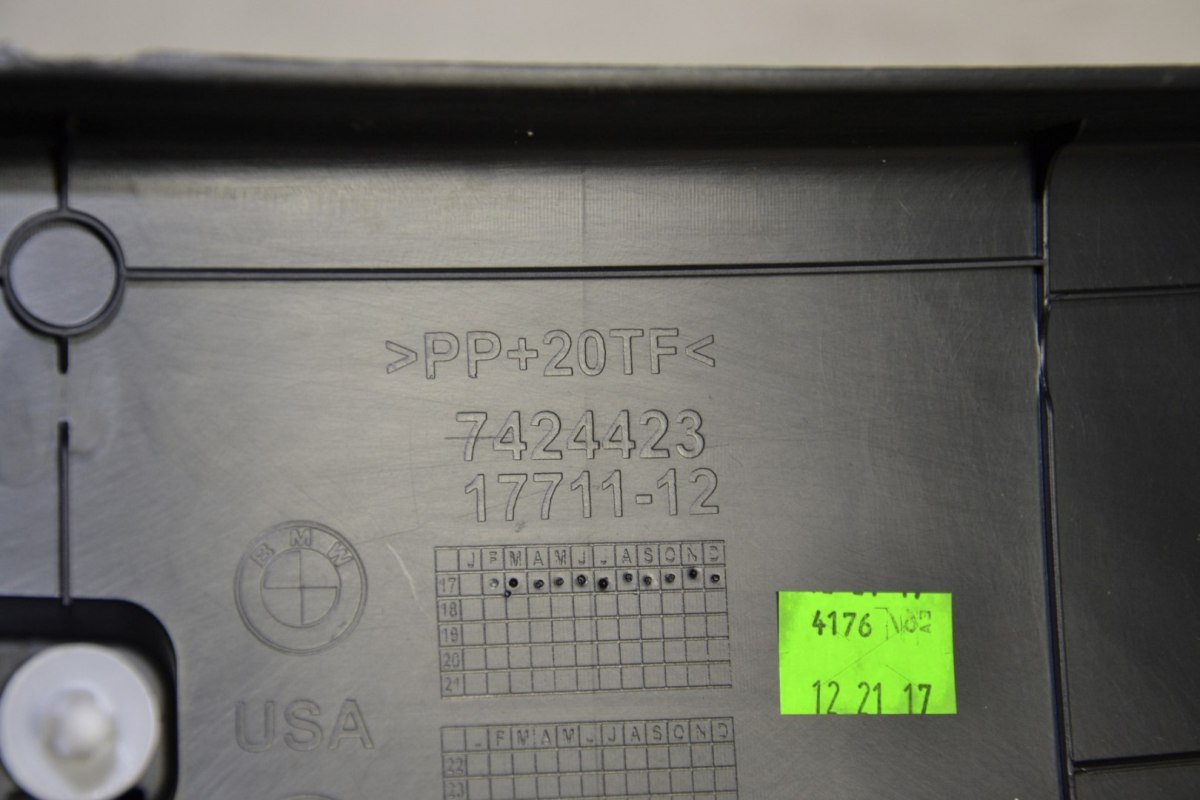 >PP+20TF<
7424423
17711-12
BMW
J F M A M J J A S O N D
17
18
19
20
21
USA
4176
12 21 17
J F M A M J J A S O N D
22
23